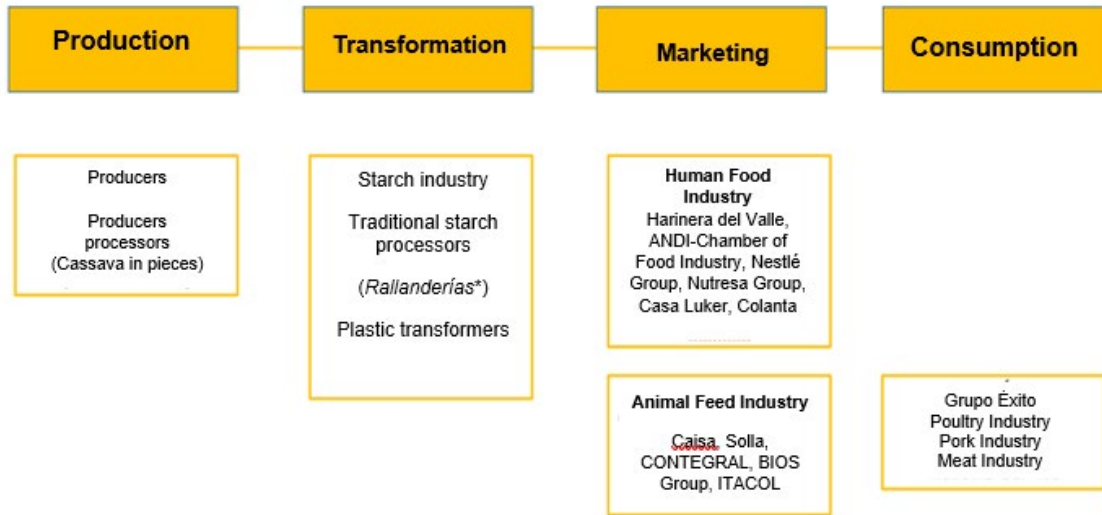 Production
Transformation
Marketing
Consumption
Producers
Producers
processors
(Cassava in pieces)
Starch industry
Traditional starch
processors
(Rallanderías*)
Plastic transformers
Human Food
Industry
Harinera del Valle,
ANDI-Chamber of
Food Industry, Nestlé
Group, Nutresa Group,
Casa Luker, Colanta
Animal Feed Industry
Caisa, Solla,
CONTEGRAL, BIOS
Group, ITACOL
Grupo Éxito
Poultry Industry
Pork Industry
Meat Industry